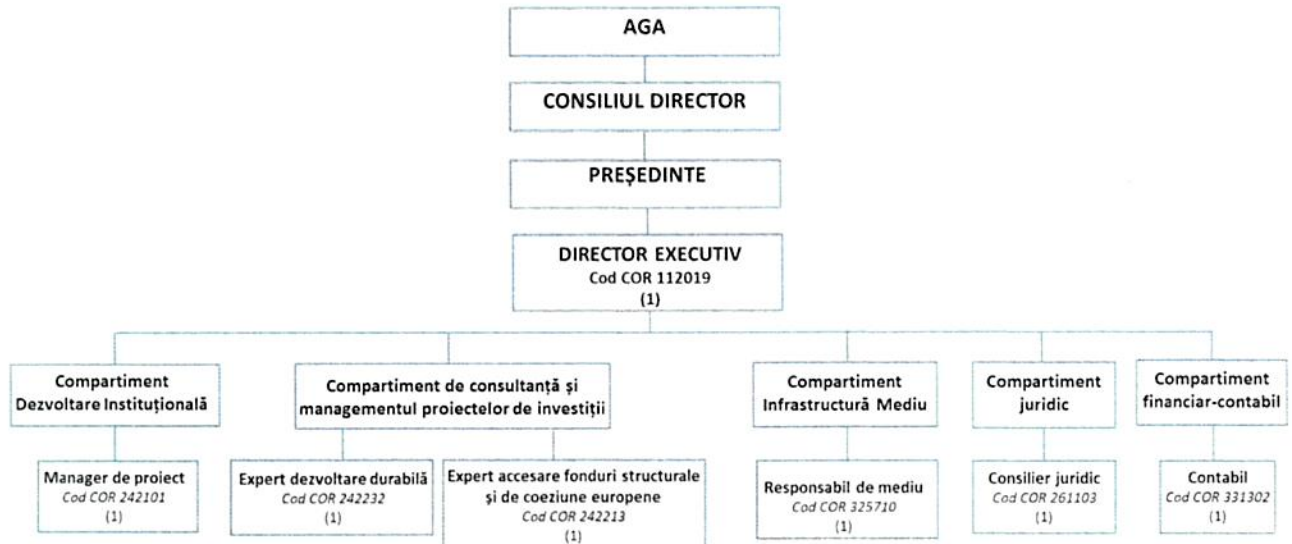 AGA
CONSILIUL DIRECTOR
PREȘEDINTE
DIRECTOR EXECUTIV
Cod COR 112019
(1)
Compartiment
Dezvoltare Instituțională
Compartiment de consultanță și
managementul proiectelor de investiții
Compartiment
Infrastructură Mediu
Compartiment
juridic
Compartiment
financiar-contabil
Manager de proiect
Cod COR 242101
(1)
Expert dezvoltare durabilă
Cod COR 242232
(1)
Expert accesare fonduri structurale
și de coeziune europene
Cod COR 242213
(1)
Responsabil de mediu
Cod COR 325710
(1)
Consilier juridic
Cod COR 261103
(1)
Contabil
Cod COR 331302
(1)